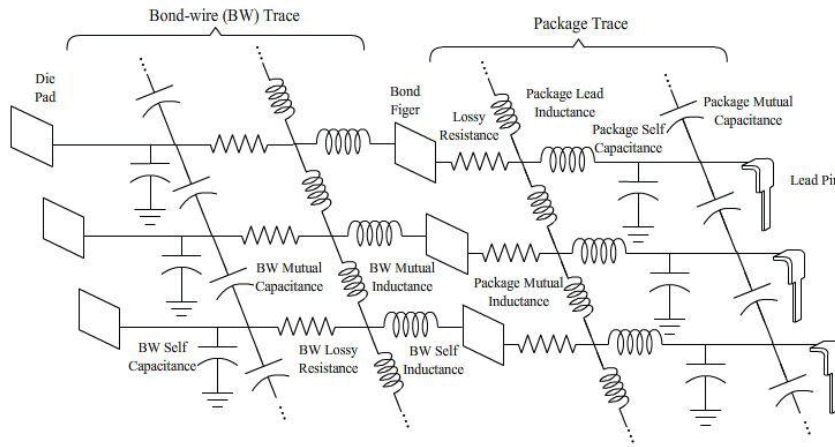 Bond-wire (BW) Trace
Package Trace
Die
Pad
Bond
Figer
Lossy
Resistance
Package Lead
Inductance
Package Self
Capacitance
Package Mutual
Capacitance
Lead Pin
BW Mutual
Capacitance
BW Mutual
Inductance
Package Mutual
Inductance
BW Self
Capacitance
BW Lossy
Resistance
BW Self
Inductance